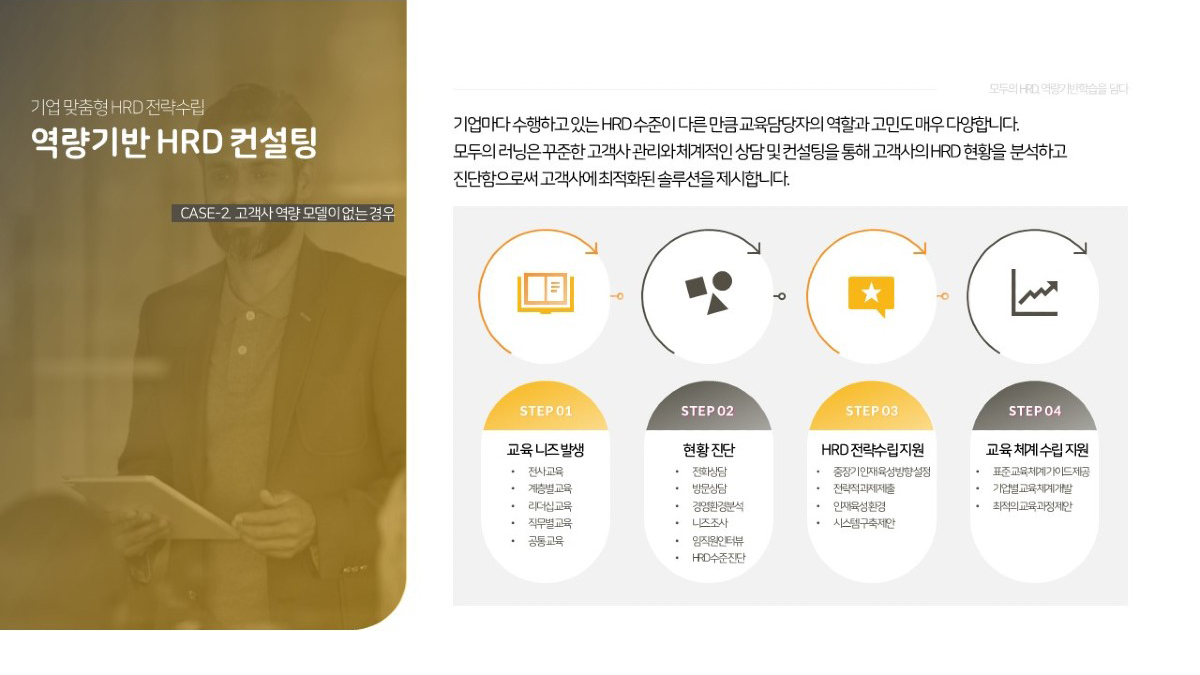 기업 맞춤형 HRD 전략수립
역량기반 HRD 컨설팅
CASE-2. 고객사 역량 모델이 없는 경우
모두의 HRD, 역량기반학습을 담다
기업마다 수행하고 있는 HRD 수준이 다른 만큼 교육담당자의 역할과 고민도 매우 다양합니다.
모두의 러닝은 꾸준한 고객사 관리와 체계적인 상담 및 컨설팅을 통해 고객사의 HRD 현황을 분석하고
진단함으로써 고객사에 최적화된 솔루션을 제시합니다.
STEP 01
교육 니즈 발생
• 전사교육
• 계층별교육
• 리더십교육
• 직무별교육
• 공통교육
STEP 02
현황 진단
• 전화상담
• 방문상담
• 경영환경분석
• 니즈조사
• 임직원인터뷰
• HRD수준진단
STEP 03
HRD 전략수립 지원
• 중장기 인재육성방향 설정
• 전략적과제제출
• 인재육성환경
• 시스템구축제안
STEP 04
교육 체계 수립 지원
• 표준교육체계가이드제공
• 기업별교육체계개발
• 최적의교육과정제안